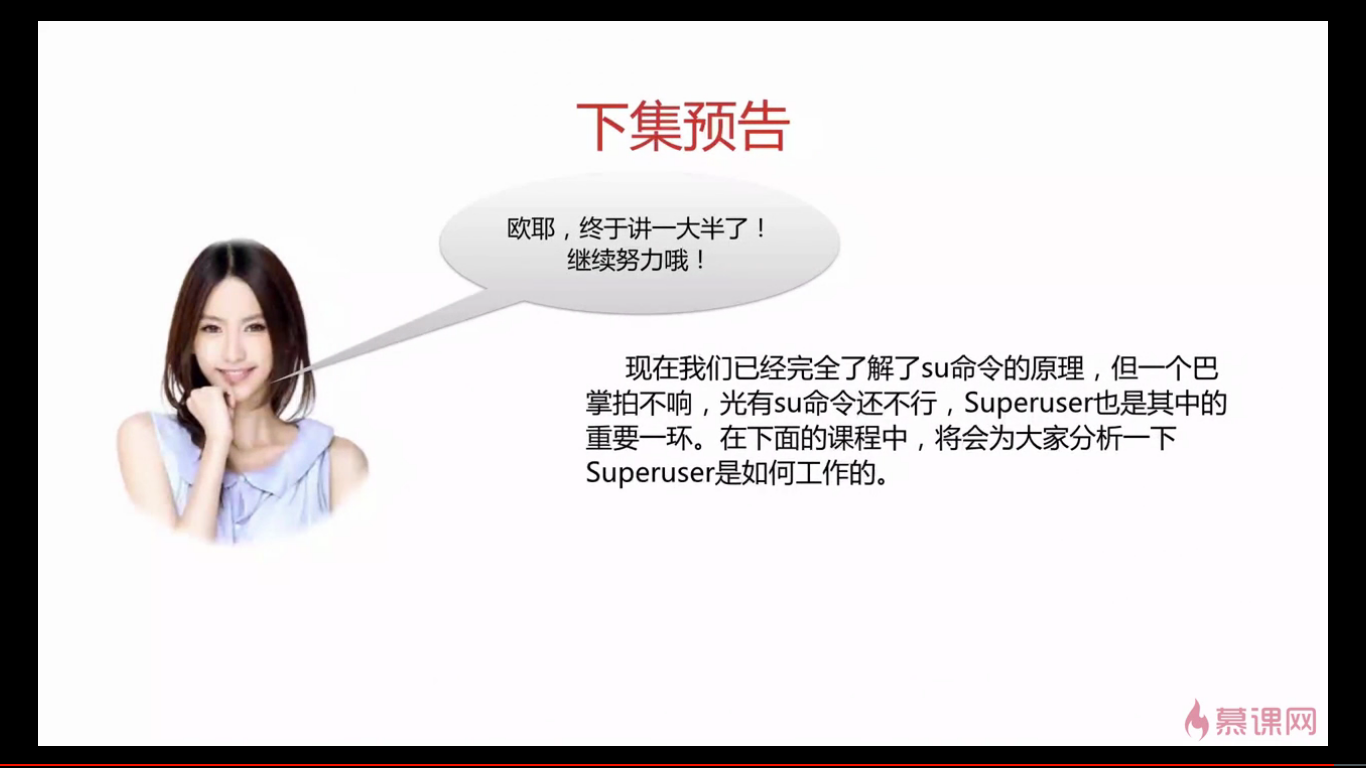 下集预告
欧耶，终于讲一大半了！
继续努力哦！
现在我们已经完全了解了su命令的原理，但一个巴
掌拍不响，光有su命令还不行，Superuser也是其中的
重要一环。在下面的课程中，将会为大家分析一下
Superuser是如何工作的。
慕课网